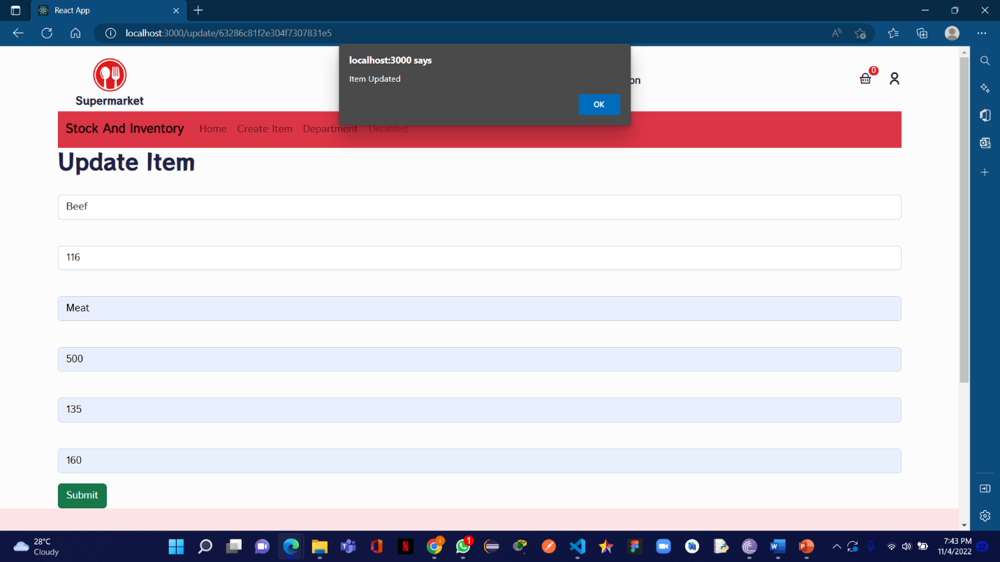 React App
localhost:3000/update/63286c81f2e304f7307831e5
localhost:3000 says
Item Updated
OK
on
0
Supermarket
Stock And Inventory Home Create Item Department Disabled
Update Item
Beef
116
Meat
500
135
160
Submit
28°C
Cloudy
1
7:43 PM
11/4/2022
22